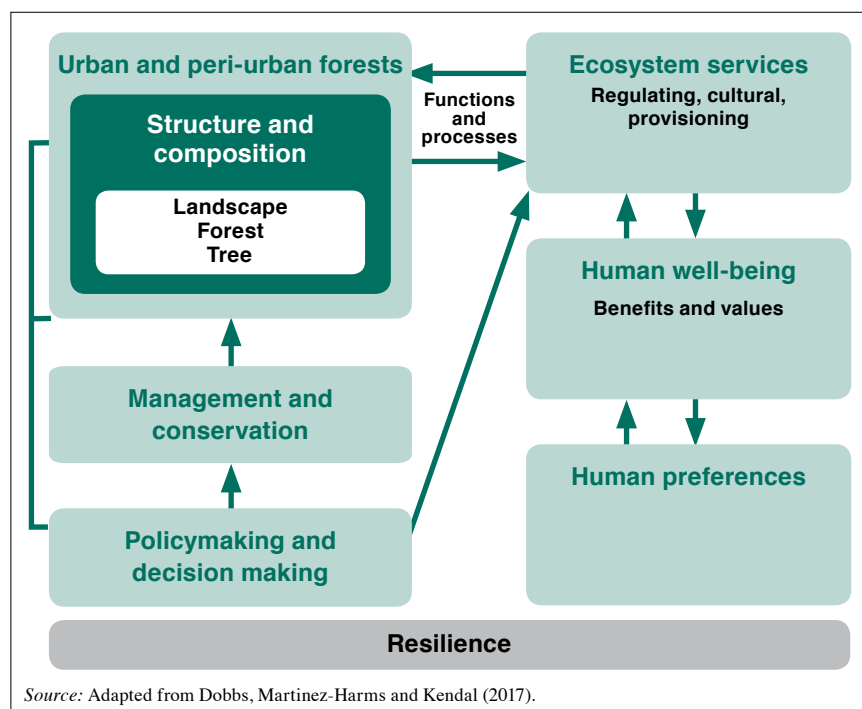 Urban and peri-urban forests
Structure and
composition
Landscape
Forest
Tree
Functions
and
processes
Ecosystem services
Regulating, cultural,
provisioning
Human well-being
Benefits and values
Management and
conservation
Human preferences
Policymaking and
decision making
Resilience
Source: Adapted from Dobbs, Martinez-Harms and Kendal (2017).